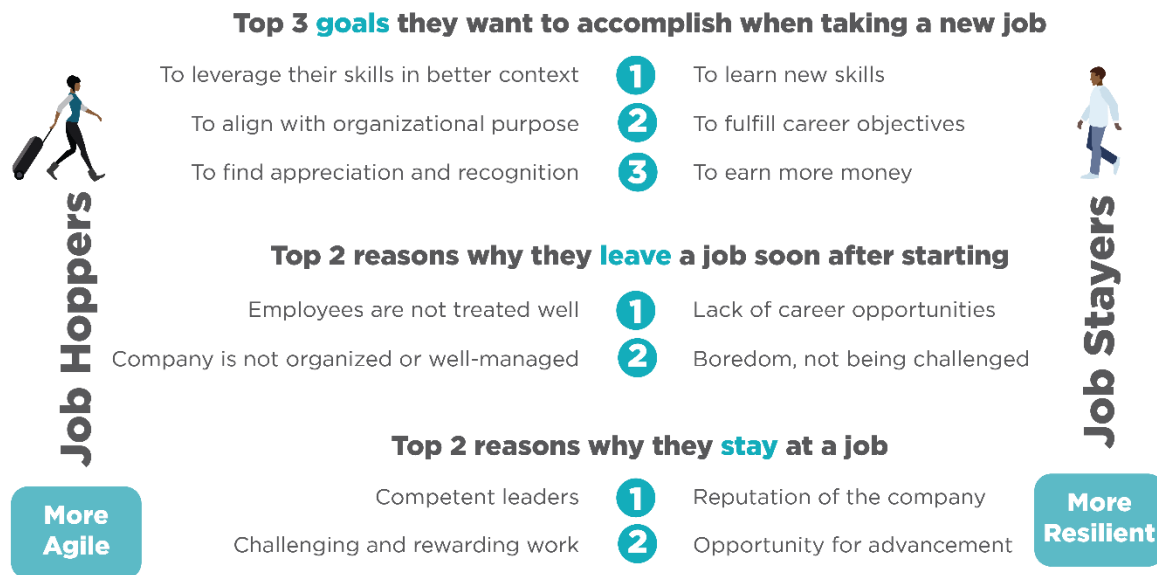 Top 3 goals they want to accomplish when taking a new job
To leverage their skills in better context 1 To learn new skills
To align with organizational purpose 2 To fulfill career objectives
To find appreciation and recognition 3 To earn more money
Job Hoppers
Job Stayers
Top 2 reasons why they leave a job soon after starting
Employees are not treated well 1 Lack of career opportunities
Company is not organized or well-managed 2 Boredom, not being challenged
Top 2 reasons why they stay at a job
Competent leaders 1 Reputation of the company
Challenging and rewarding work 2 Opportunity for advancement
More
Agile
More
Resilient